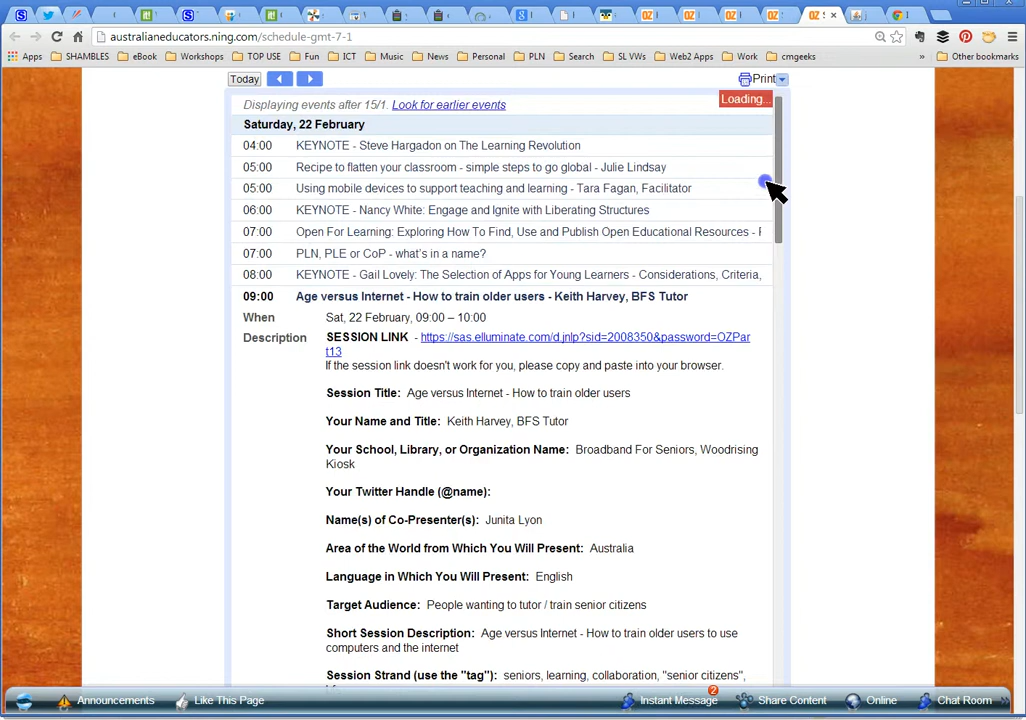 australianeducators.ning.com/schedule-gmt-7-1
Apps SHAMBLES eBook Workshops TOP USE Fun ICT Music News Personal PLN Search SL VWs Web2 Apps Work cmgeeks » Other bookmarks
Today Print
Displaying events after 15/1. Look for earlier events
Loading...
Saturday, 22 February
04:00 KEYNOTE - Steve Hargadon on The Learning Revolution
05:00 Recipe to flatten your classroom - simple steps to go global - Julie Lindsay
05:00 Using mobile devices to support teaching and learning - Tara Fagan, Facilitator
06:00 KEYNOTE - Nancy White: Engage and Ignite with Liberating Structures
07:00 Open For Learning: Exploring How To Find, Use and Publish Open Educational Resources -
07:00 PLN, PLE or CoP - what's in a name?
08:00 KEYNOTE - Gail Lovely: The Selection of Apps for Young Learners - Considerations, Criteria,
09:00 Age versus Internet - How to train older users - Keith Harvey, BFS Tutor
When Sat, 22 February, 09:00 – 10:00
Description SESSION LINK - https://sas.elluminate.com/d.jnlp?sid=2008350&password=OZPar
t13
If the session link doesn't work for you, please copy and paste into your browser.
Session Title: Age versus Internet - How to train older users
Your Name and Title: Keith Harvey, BFS Tutor
Your School, Library, or Organization Name: Broadband For Seniors, Woodrising
Kiosk
Your Twitter Handle (@name):
Name(s) of Co-Presenter(s): Junita Lyon
Area of the World from Which You Will Present: Australia
Language in Which You Will Present: English
Target Audience: People wanting to tutor / train senior citizens
Short Session Description: Age versus Internet - How to train older users to use
computers and the internet
Session Strand (use the "tag"): seniors, learning, collaboration, "senior citizens",
Announcements Like This Page Instant Message 2 Share Content Online Chat Room